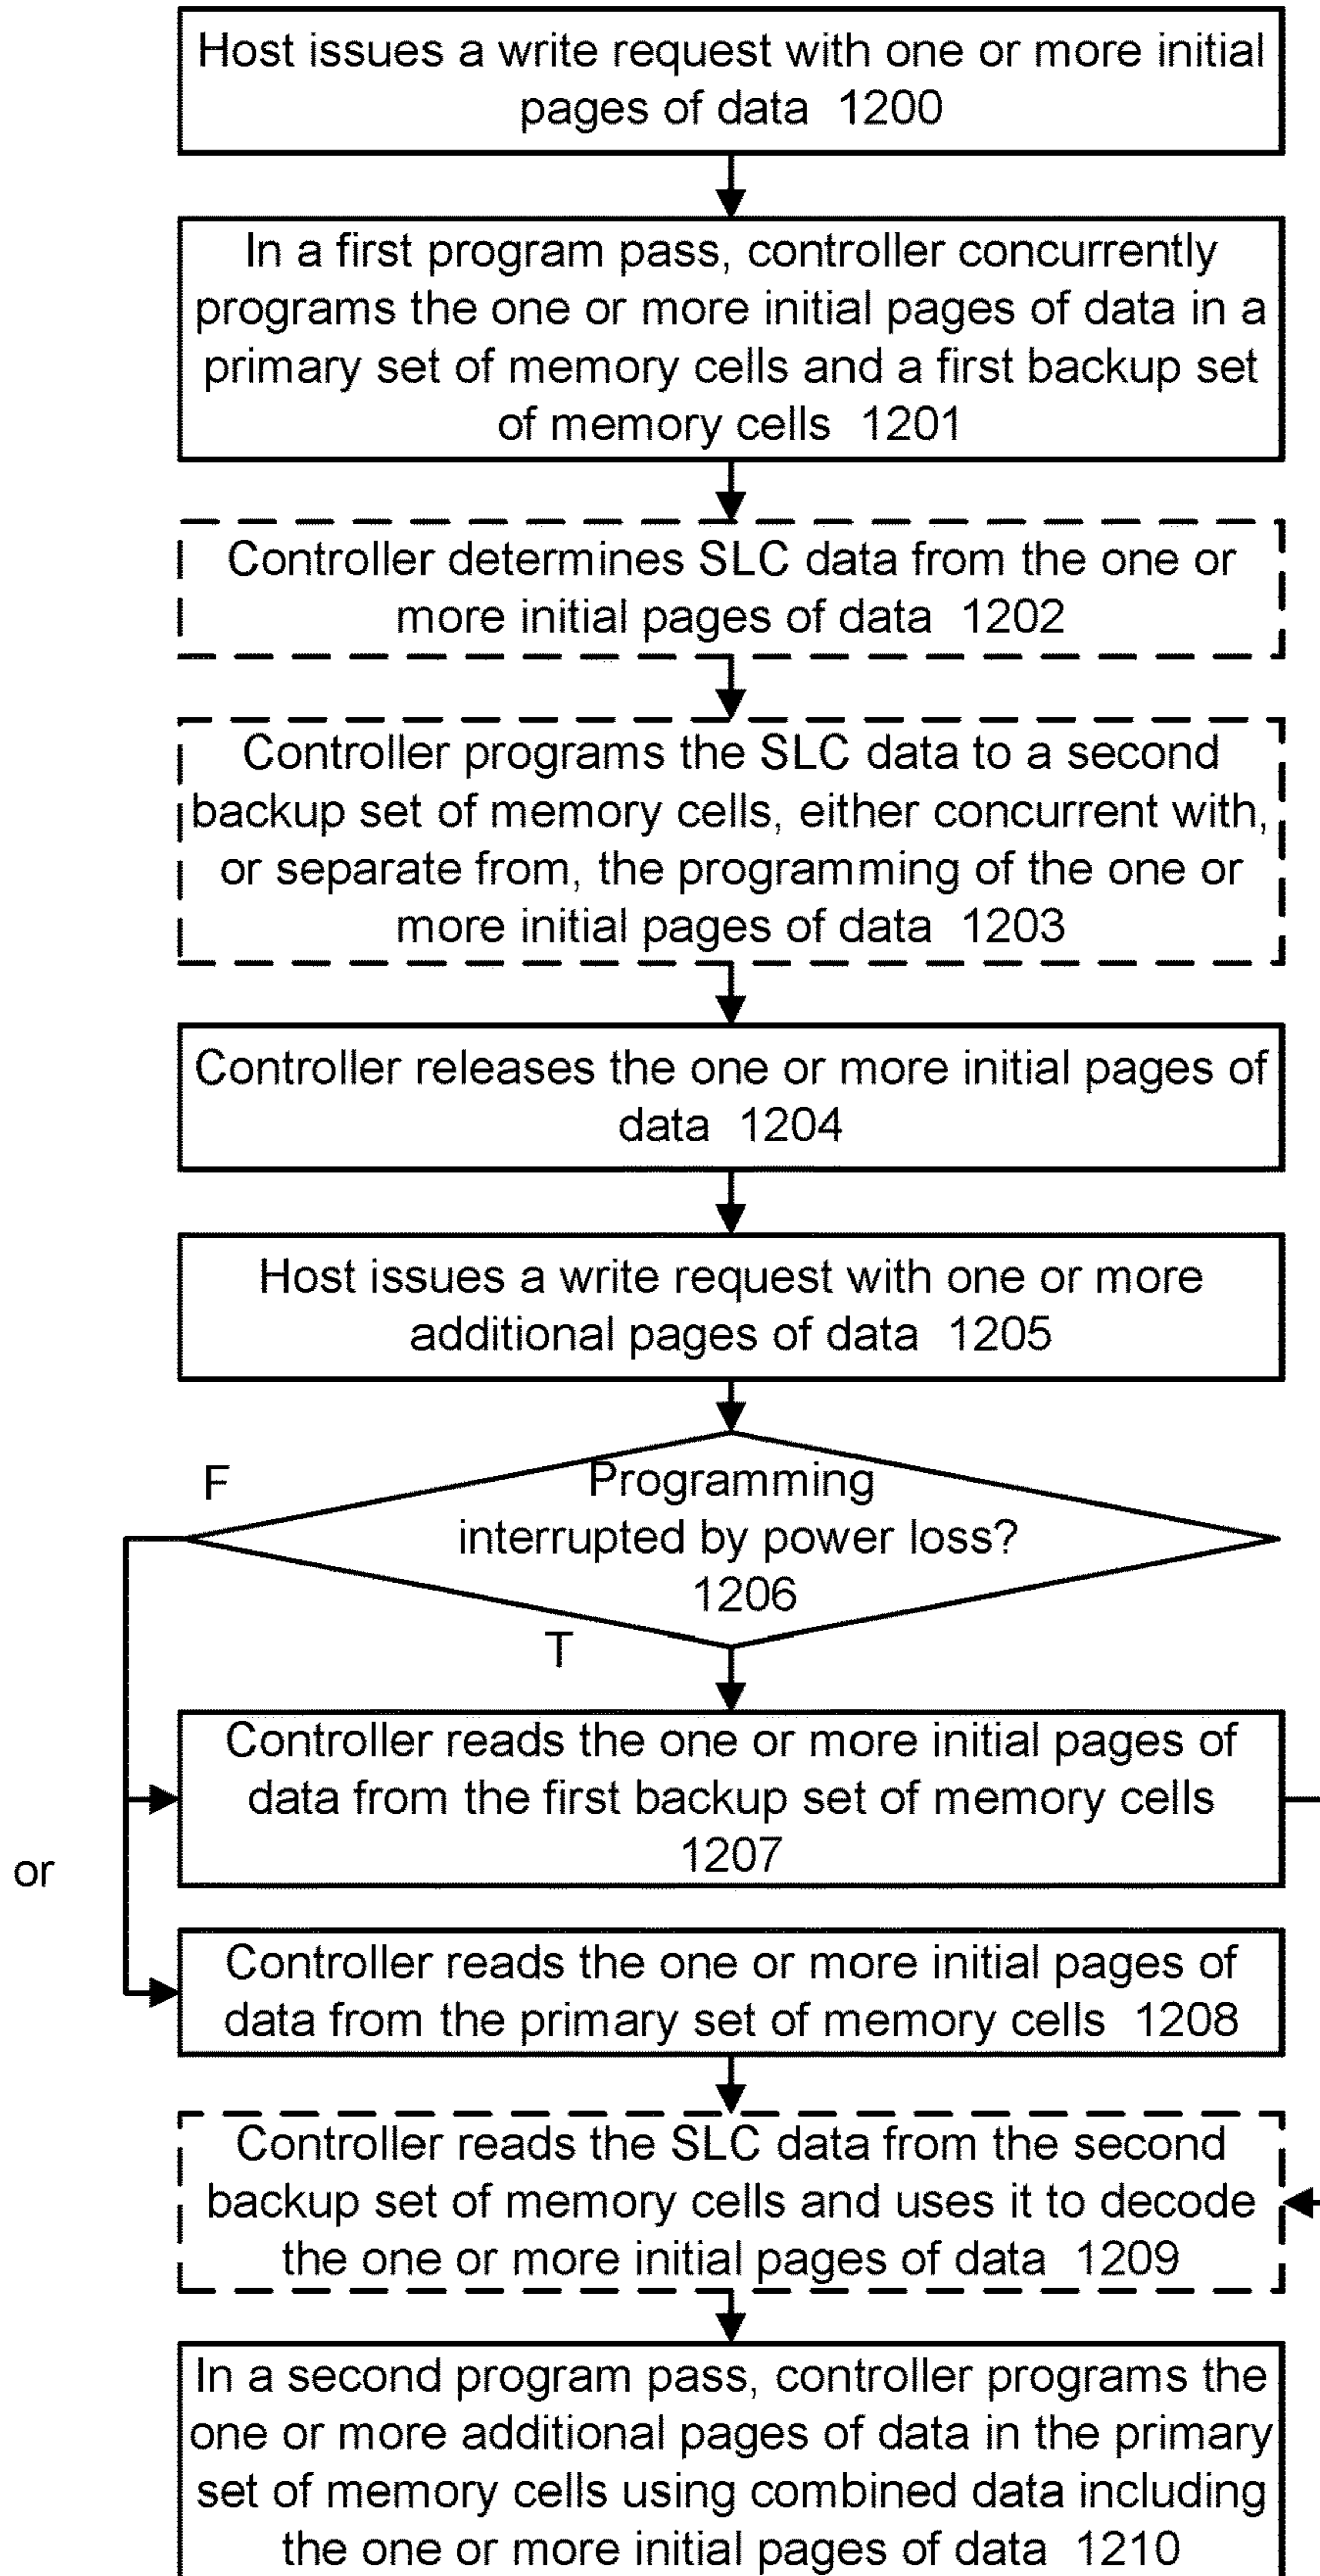 Host issues a write request with one or more initial
pages of data 1200
In a first program pass, controller concurrently
programs the one or more initial pages of data in a
primary set of memory cells and a first backup set
of memory cells 1201
Controller determines SLC data from the one or
more initial pages of data 1202
Controller programs the SLC data to a second
backup set of memory cells, either concurrent with,
or separate from, the programming of the one or
more initial pages of data 1203
Controller releases the one or more initial pages of
data 1204
Host issues a write request with one or more
additional pages of data 1205
F
Programming
interrupted by power loss?
1206
T
Controller reads the one or more initial pages of
data from the first backup set of memory cells
1207
or
Controller reads the one or more initial pages of
data from the primary set of memory cells 1208
Controller reads the SLC data from the second
backup set of memory cells and uses it to decode
the one or more initial pages of data 1209
In a second program pass, controller programs the
one or more additional pages of data in the primary
set of memory cells using combined data including
the one or more initial pages of data 1210